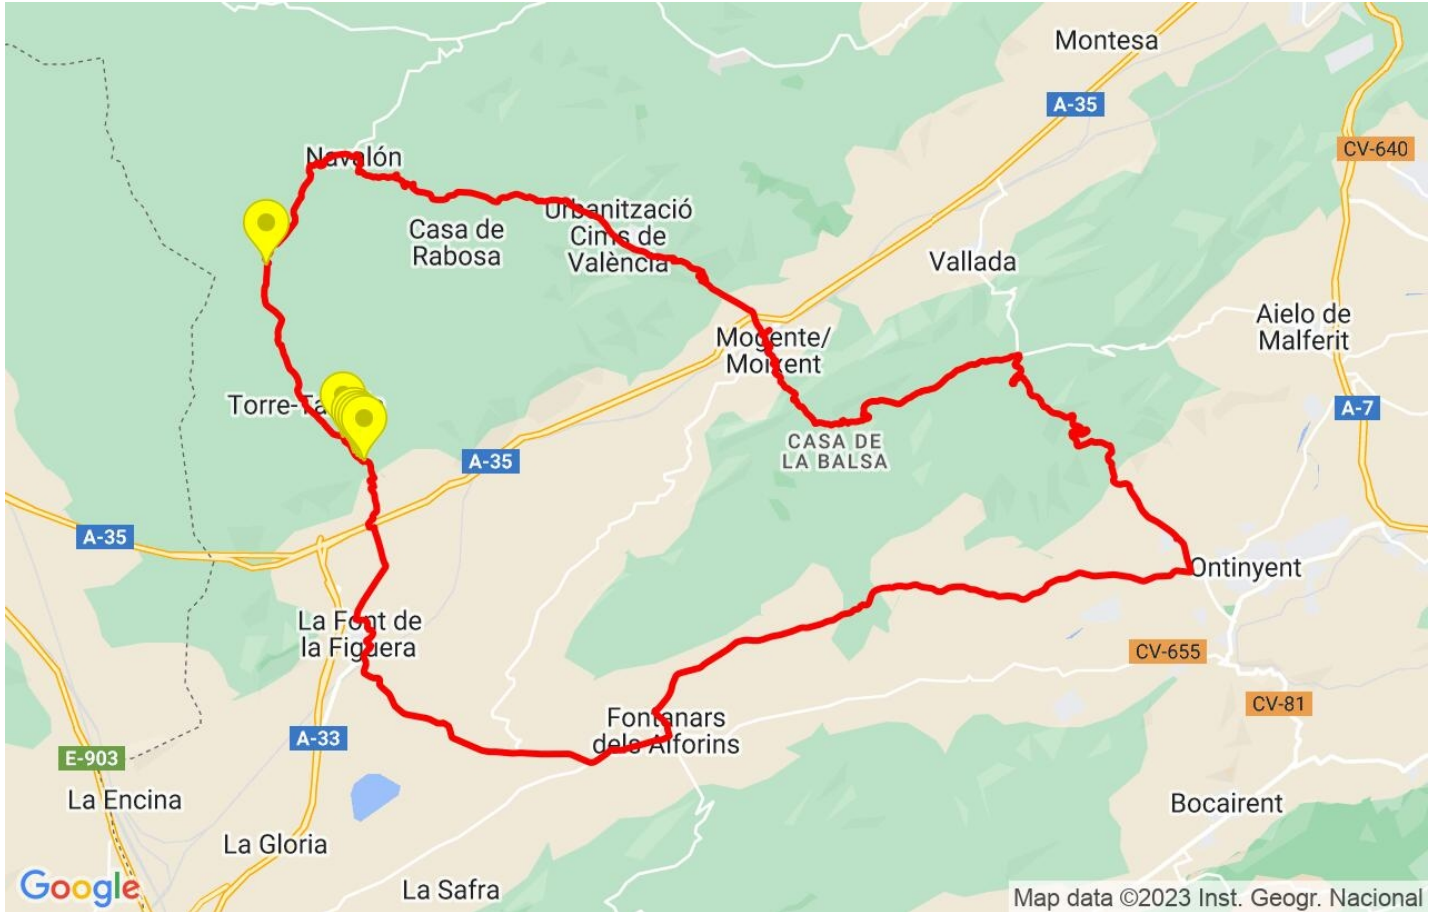 Montesa
A-35
CV-640
Navalón
Urbanització
Cims de
València
Casa de
Rabosa
Vallada
Aielo de
Malferit
Mogente/
Moixent
A-7
CASA DE
LA BALSA
A-35
A-35
Ontinyent
La Font de
la Figuera
CV-655
CV-81
Fontanars
dels Alforins
A-33
E-903
La Encina
Bocairent
La Gloria
La Safra
Google
Map data ©2023 Inst. Geogr. Nacional